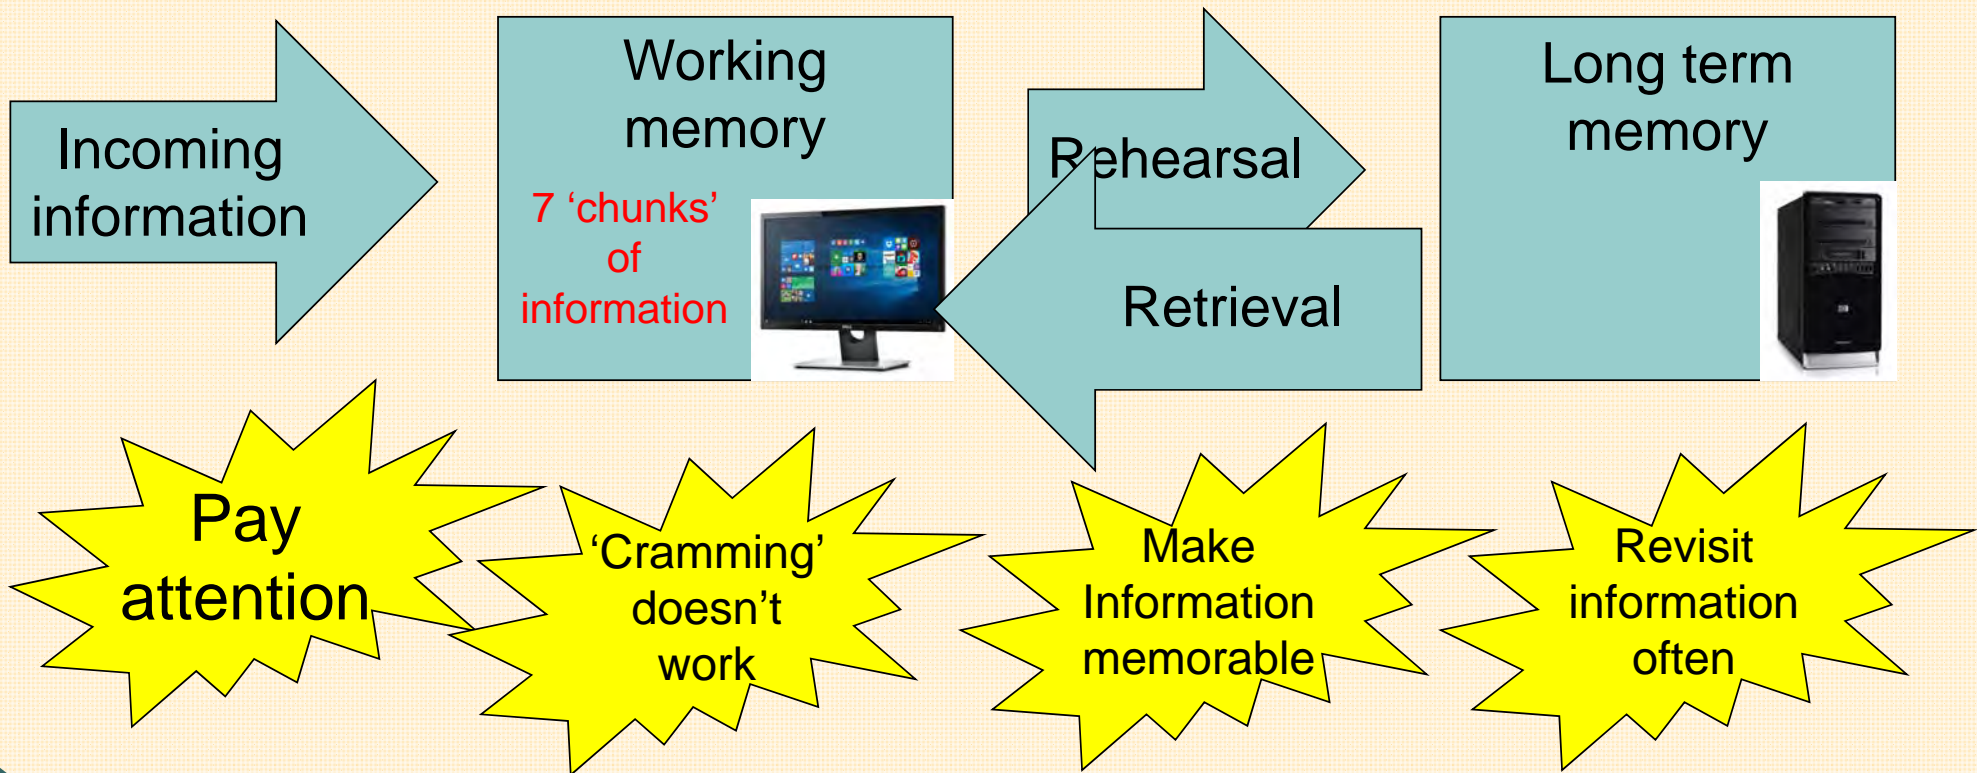 Incoming
information
Working
memory
7 ‘chunks’
of
information
Rehearsal
Retrieval
Long term
memory
Pay
attention
‘Cramming’
doesn’t
work
Make
Information
memorable
Revisit
information
often